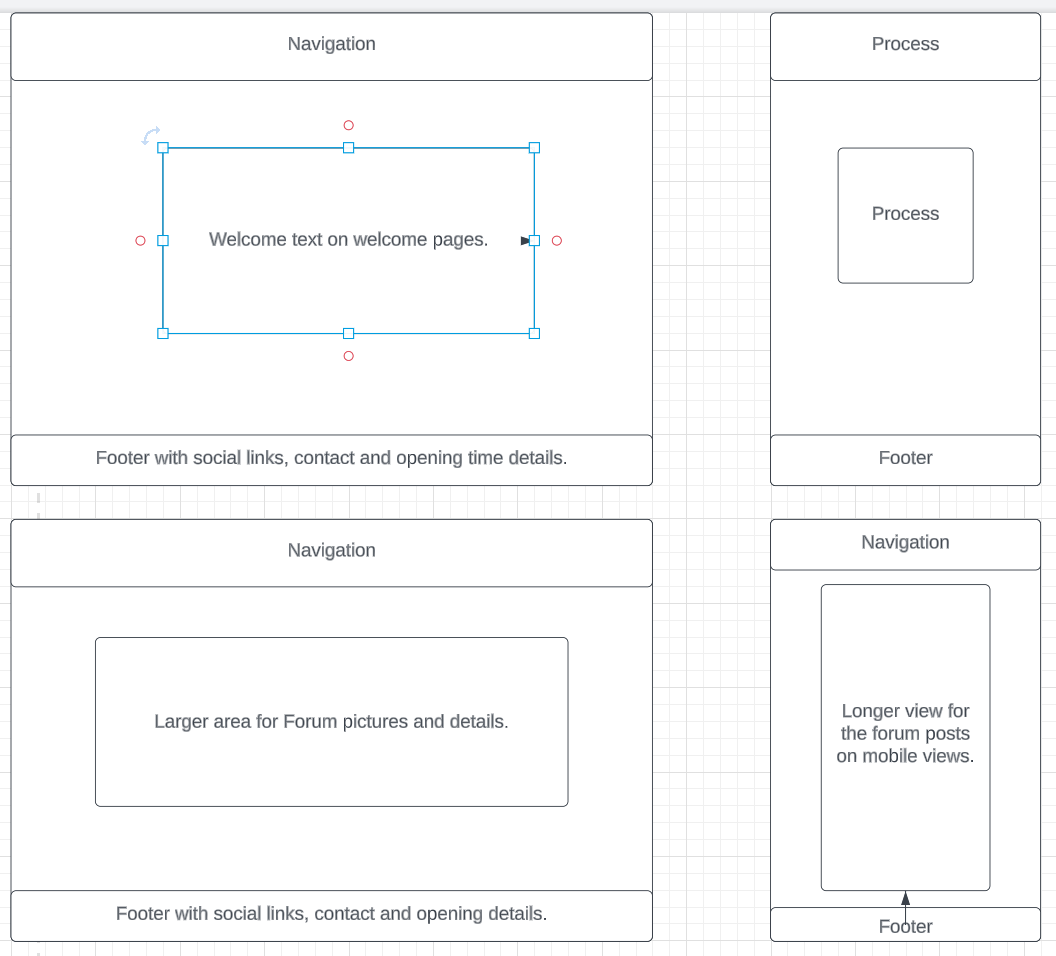 Navigation
Process
Welcome text on welcome pages.
Process
Footer with social links, contact and opening time details.
Footer
Navigation
Navigation
Larger area for Forum pictures and details.
Longer view for
the forum posts
on mobile views.
Footer with social links, contact and opening details.
Footer